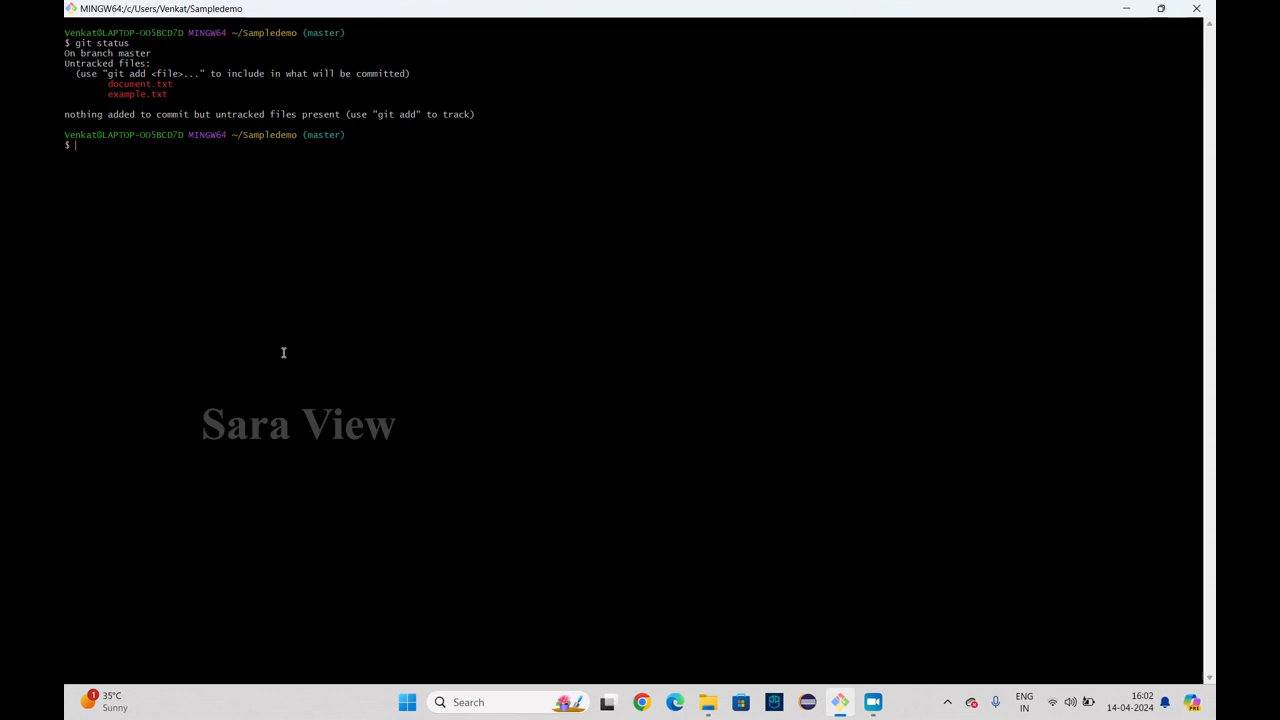 MINGW64:/c/Users/Venkat/Sampledemo
Venkat@LAPTOP-OO5BCD7D MINGW64 ~/Sampledemo (master)
$ git status
On branch master
Untracked files:
(use "git add <file>..." to include in what will be committed)
document.txt
example.txt
nothing added to commit but untracked files present (use "git add" to track)
Venkat@LAPTOP-OO5BCD7D MINGW64 ~/Sampledemo (master)
$
Sara View
1
35°C
Sunny
Search
ENG
IN
16:02
14-04-2024
PRE